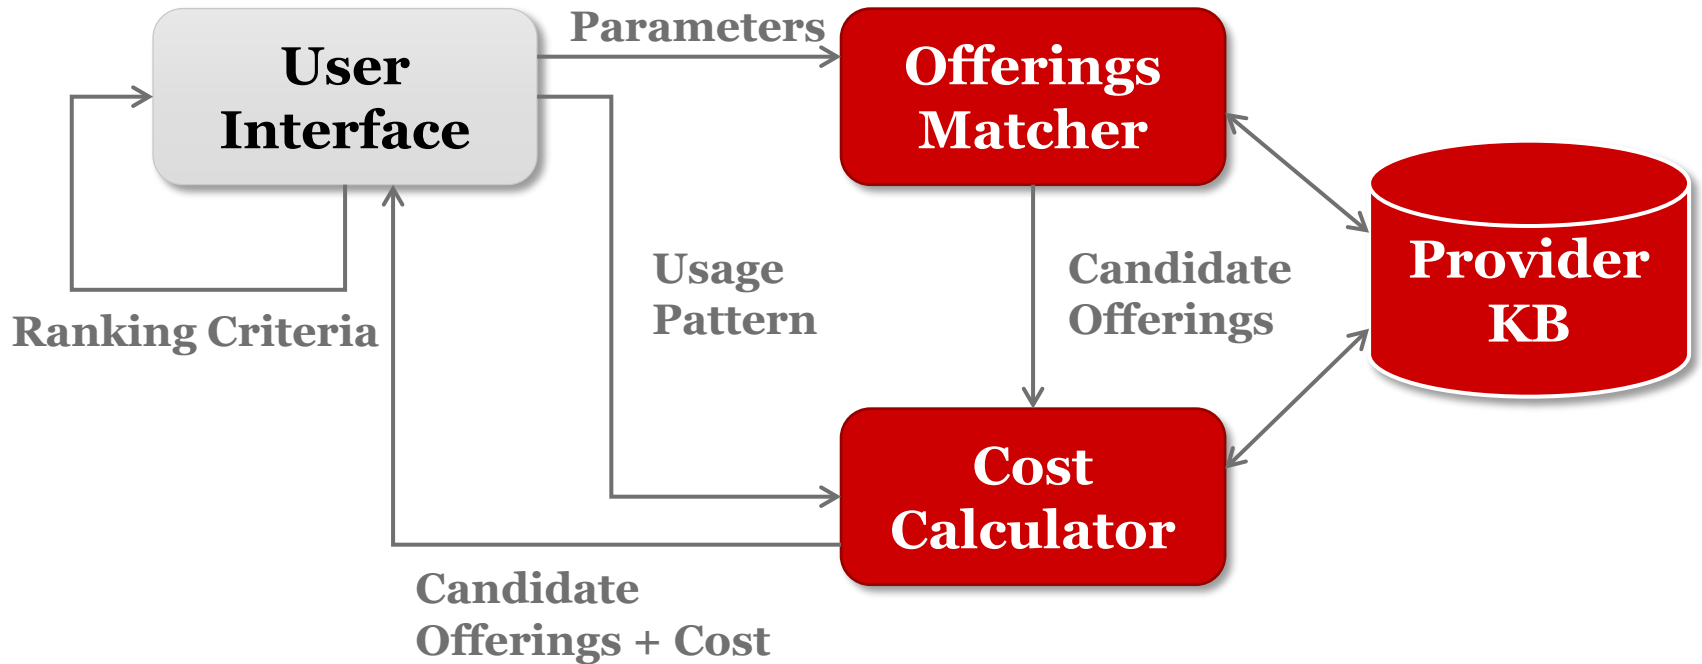 Parameters
User
Interface
Offerings
Matcher
Usage
Pattern
Candidate
Offerings
Provider
KB
Ranking Criteria
Cost
Calculator
Candidate
Offerings + Cost